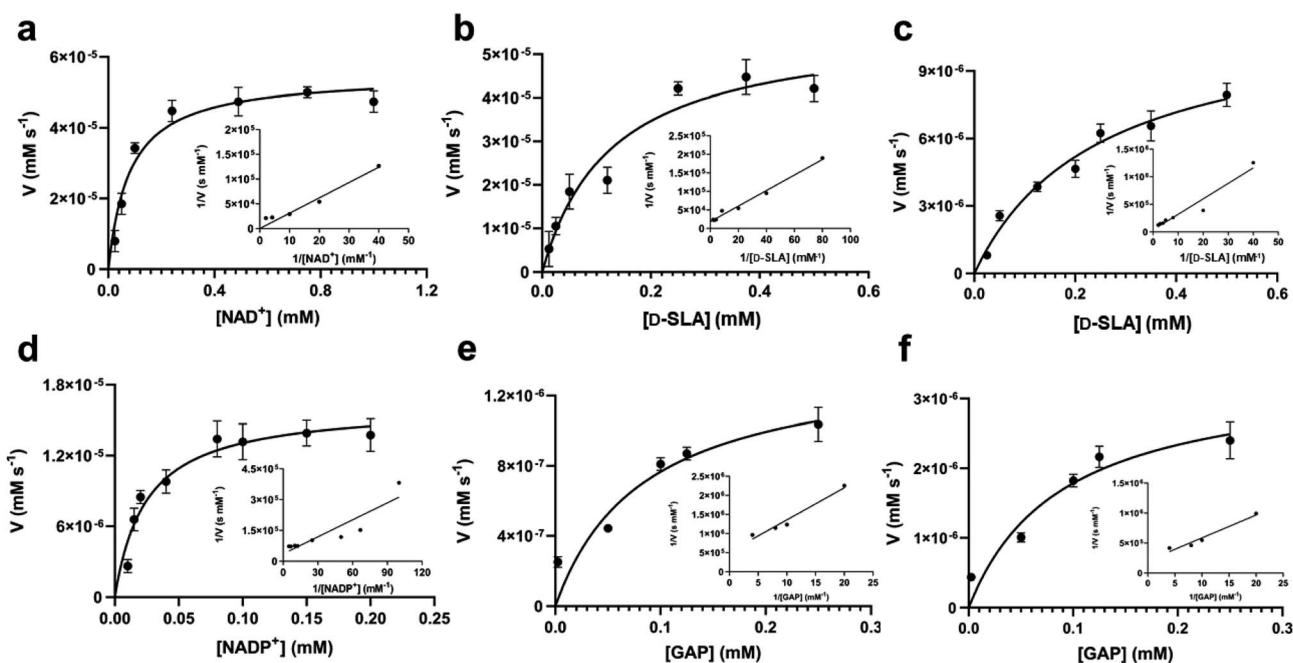 a
V (mM s⁻¹)
6×10⁻⁵
4×10⁻⁵
2×10⁻⁵
0
0.0 0.4 0.8 1.2
[NAD⁺] (mM)
1/V (s mM⁻¹)
2×10⁵
1×10⁵
1×10⁵
5×10⁴
0
0 10 20 30 40 50
1/[NAD⁺] (mM⁻¹)
b
V (mM s⁻¹)
5×10⁻⁵
4×10⁻⁵
3×10⁻⁵
2×10⁻⁵
1×10⁻⁵
0
0.0 0.2 0.4 0.6
[D-SLA] (mM)
1/V (s mM⁻¹)
2.5×10⁵
2×10⁵
1.5×10⁵
1×10⁵
5×10⁴
0
0 20 40 60 80 100
1/[D-SLA] (mM⁻¹)
c
V (mM s⁻¹)
9×10⁻⁶
6×10⁻⁶
3×10⁻⁶
0
0.0 0.2 0.4 0.6
[D-SLA] (mM)
1/V (s mM⁻¹)
1.5×10⁶
1×10⁶
5×10⁵
0
0 10 20 30 40 50
1/[D-SLA] (mM⁻¹)
d
V (mM s⁻¹)
1.8×10⁻⁵
1.2×10⁻⁵
6×10⁻⁶
0
0.00 0.05 0.10 0.15 0.20
[NADP⁺] (mM)
1/V (s mM⁻¹)
4.5×10⁵
3×10⁵
1.5×10⁵
0
0 30 60 90 120
1/[NADP⁺] (mM⁻¹)
e
V (mM s⁻¹)
1.2×10⁻⁶
8×10⁻⁷
4×10⁻⁷
0
0.0 0.1 0.2 0.3
[GAP] (mM)
1/V (s mM⁻¹)
2.5×10⁶
2×10⁶
1.5×10⁶
1×10⁶
5×10⁵
0
0 5 10 15 20 25
1/[GAP] (mM⁻¹)
f
V (mM s⁻¹)
3×10⁻⁶
2×10⁻⁶
1×10⁻⁶
0
0.0 0.1 0.2 0.3
[GAP] (mM)
1/V (s mM⁻¹)
1.5×10⁶
1×10⁶
5×10⁵
0
0 5 10 15 20 25
1/[GAP] (mM⁻¹)